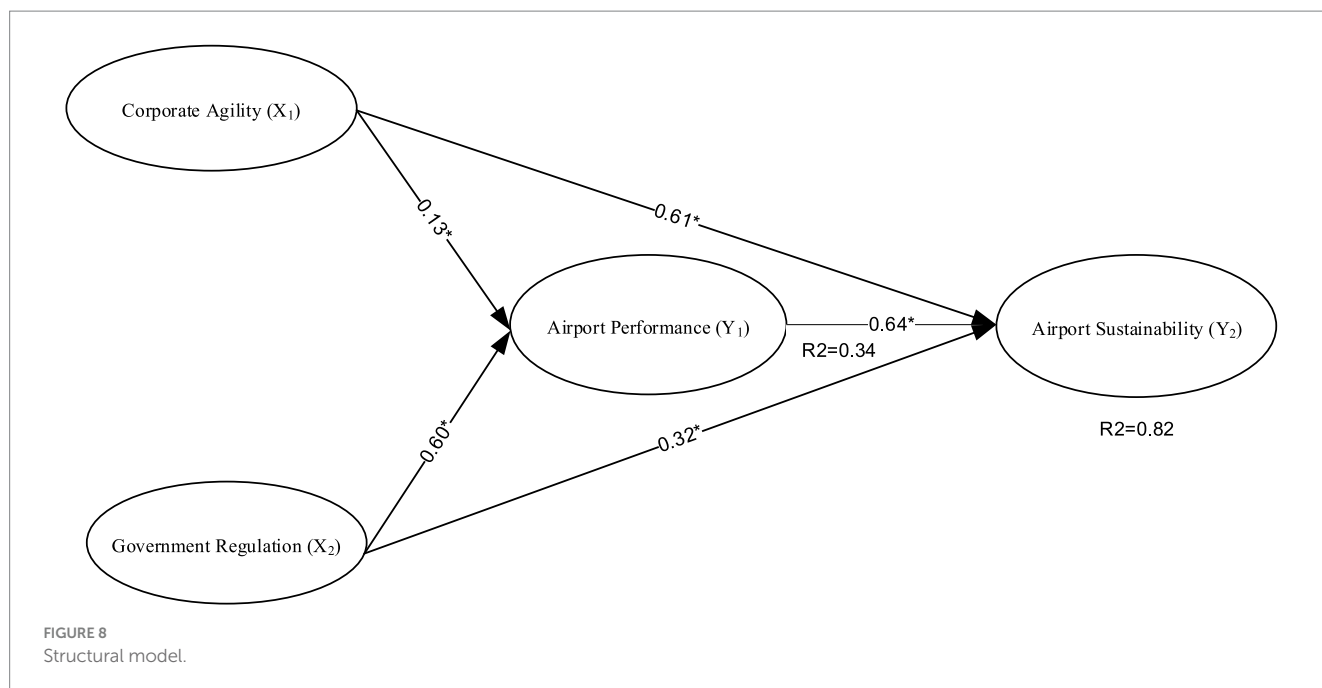 Corporate Agility (X₁)
0.13*
0.61*
Airport Performance (Y₁)
0.64*
R2=0.34
Airport Sustainability (Y₂)
R2=0.82
0.60*
0.32*
Government Regulation (X₂)
FIGURE 8
Structural model.